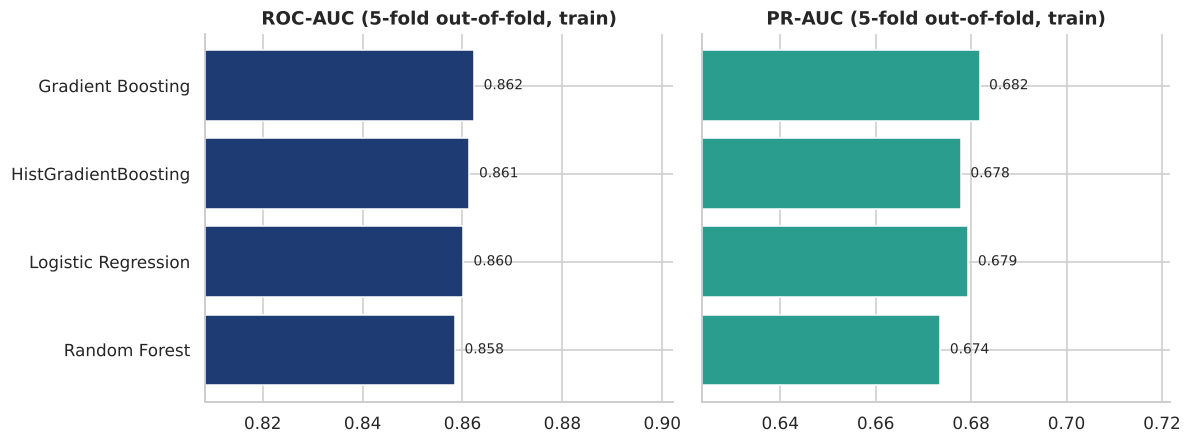 ROC-AUC (5-fold out-of-fold, train)
Gradient Boosting
0.862
HistGradientBoosting
0.861
Logistic Regression
0.860
Random Forest
0.858
0.82 0.84 0.86 0.88 0.90
PR-AUC (5-fold out-of-fold, train)
0.682
0.678
0.679
0.674
0.64 0.66 0.68 0.70 0.72